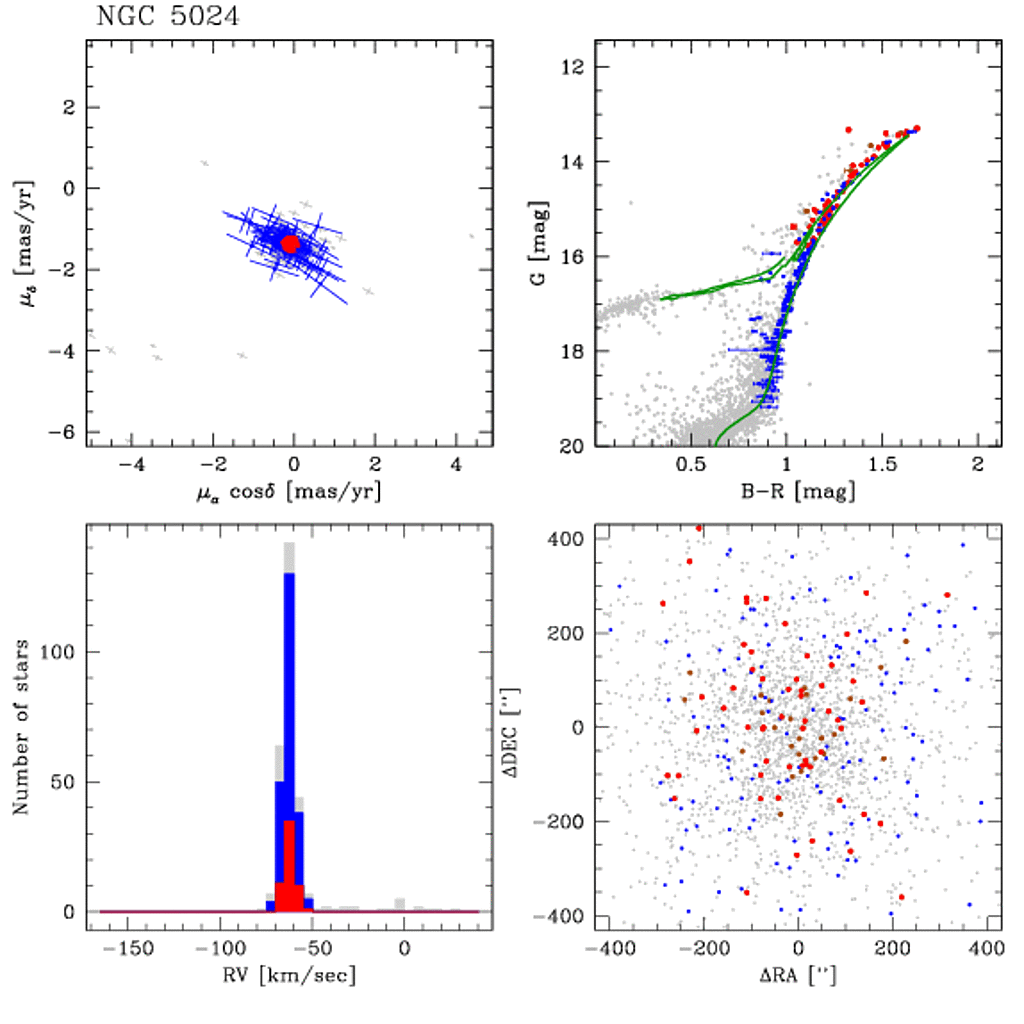 NGC 5024
2
0
−2
−4
−6
μδ [mas/yr]
−4 −2 0 2 4
μα cosδ [mas/yr]
12
14
16
18
20
G [mag]
0.5 1 1.5 2
B−R [mag]
100
50
0
Number of stars
−150 −100 −50 0
RV [km/sec]
400
200
0
−200
−400
ΔDEC [′′]
−400 −200 0 200 400
ΔRA [′′]